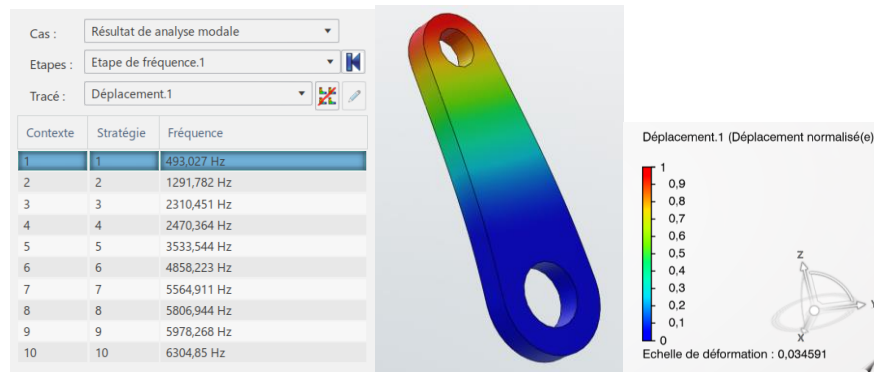 Cas : Résultat de analyse modale
Etapes : Etape de fréquence.1
Tracé : Déplacement.1
Contexte Stratégie Fréquence
1 1 493,027 Hz
2 2 1291,782 Hz
3 3 2310,451 Hz
4 4 2470,364 Hz
5 5 3533,544 Hz
6 6 4858,223 Hz
7 7 5564,911 Hz
8 8 5806,944 Hz
9 9 5978,268 Hz
10 10 6304,85 Hz
Déplacement.1 (Déplacement normalisé(e))
1
0,9
0,8
0,7
0,6
0,5
0,4
0,3
0,2
0,1
0
Z
Y
X
Echelle de déformation : 0,034591